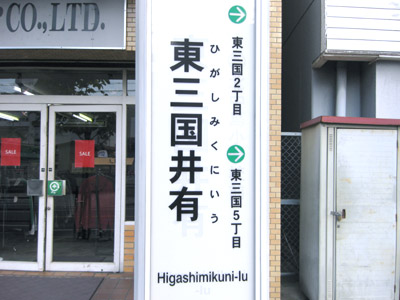 CO.,LTD.
東三国2丁目
東三国井有
ひがしみくにいう
東三国5丁目
Higashimikuni-Iu
SALE
SALE